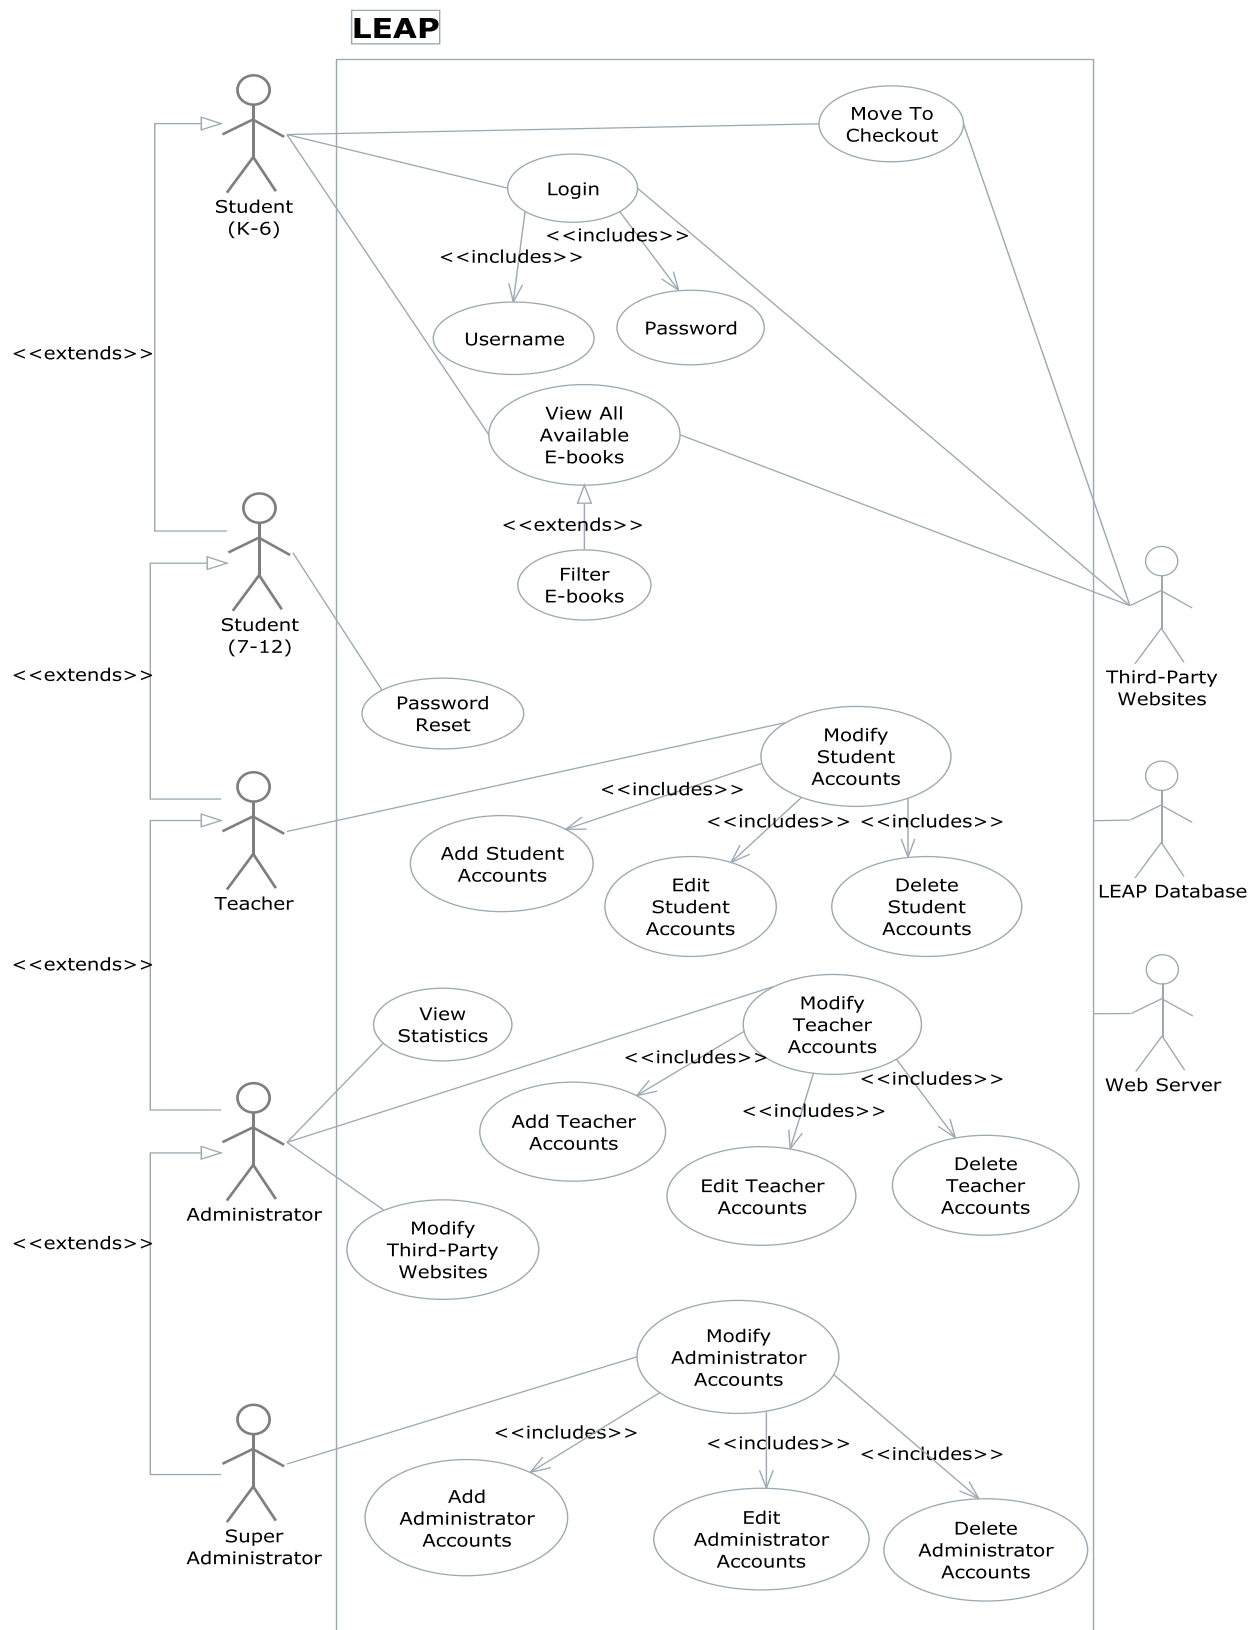 LEAP
Move To
Checkout
Login
Student
(K-6)
<<includes>>
<<includes>>
Username
Password
<<extends>>
View All
Available
E-books
<<extends>>
Filter
E-books
Student
(7-12)
<<extends>>
Third-Party
Websites
Password
Reset
Modify
Student
Accounts
<<includes>>
<<includes>>
<<includes>>
Add Student
Accounts
Edit
Student
Accounts
Delete
Student
Accounts
Teacher
LEAP Database
<<extends>>
View
Statistics
Modify
Teacher
Accounts
<<includes>>
<<includes>>
<<includes>>
Web Server
Add Teacher
Accounts
Edit Teacher
Accounts
Delete
Teacher
Accounts
Administrator
<<extends>>
Modify
Third-Party
Websites
Modify
Administrator
Accounts
<<includes>>
<<includes>>
<<includes>>
Add
Administrator
Accounts
Edit
Administrator
Accounts
Delete
Administrator
Accounts
Super
Administrator